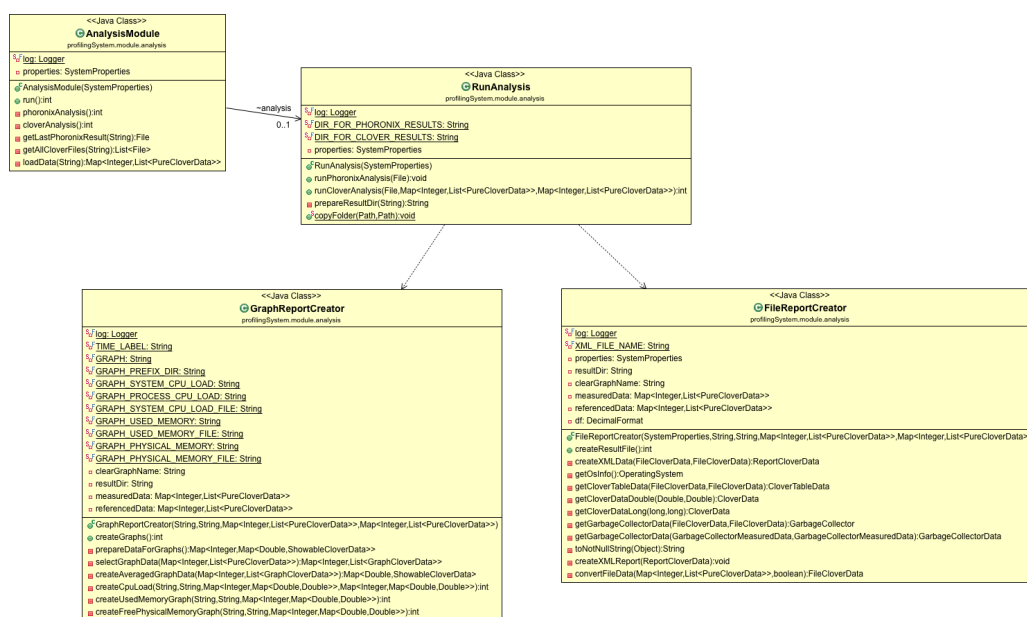 <<Java Class>>
AnalysisModule
profilingSystem.module.analysis
log: Logger
properties: SystemProperties
AnalysisModule(SystemProperties)
run():int
phoronixAnalysis():int
cloverAnalysis():int
getLastPhoronixResult(String):File
getAllCloverFiles(String):List<File>
loadData(String):Map<Integer,List<PureCloverData>>
~analysis
0..1
<<Java Class>>
RunAnalysis
profilingSystem.module.analysis
log: Logger
DIR_FOR_PHORONIX_RESULTS: String
DIR_FOR_CLOVER_RESULTS: String
properties: SystemProperties
RunAnalysis(SystemProperties)
runPhoronixAnalysis(File):void
runCloverAnalysis(File,Map<Integer,List<PureCloverData>>,Map<Integer,List<PureCloverData>>):int
prepareResultDir(String):String
copyFolder(Path,Path):void
<<Java Class>>
GraphReportCreator
profilingSystem.module.analysis
log: Logger
TIME_LABEL: String
GRAPH: String
GRAPH_PREFIX_DIR: String
GRAPH_SYSTEM_CPU_LOAD: String
GRAPH_PROCESS_CPU_LOAD: String
GRAPH_SYSTEM_CPU_LOAD_FILE: String
GRAPH_USED_MEMORY: String
GRAPH_USED_MEMORY_FILE: String
GRAPH_PHYSICAL_MEMORY: String
GRAPH_PHYSICAL_MEMORY_FILE: String
clearGraphName: String
resultDir: String
measuredData: Map<Integer,List<PureCloverData>>
referencedData: Map<Integer,List<PureCloverData>>
GraphReportCreator(String,String,Map<Integer,List<PureCloverData>>,Map<Integer,List<PureCloverData>>)
createGraphs():int
prepareDataForGraphs():Map<Integer,Map<Double,ShowableCloverData>>
selectGraphData(Map<Integer,List<PureCloverData>>):Map<Integer,List<GraphCloverData>>
createAveragedGraphData(Map<Integer,List<GraphCloverData>>):Map<Double,ShowableCloverData>
createCpuLoad(String,String,Map<Integer,Map<Double,Double>>,Map<Integer,Map<Double,Double>>):int
createUsedMemoryGraph(String,String,Map<Integer,Map<Double,Double>>):int
createFreePhysicalMemoryGraph(String,String,Map<Integer,Map<Double,Double>>):int
<<Java Class>>
FileReportCreator
profilingSystem.module.analysis
log: Logger
XML_FILE_NAME: String
properties: SystemProperties
resultDir: String
clearGraphName: String
measuredData: Map<Integer,List<PureCloverData>>
referencedData: Map<Integer,List<PureCloverData>>
df: DecimalFormat
FileReportCreator(SystemProperties,String,String,Map<Integer,List<PureCloverData>>,Map<Integer,List<PureCloverData>
createResultFile():int
createXMLData(FileCloverData,FileCloverData):ReportCloverData
getOsInfo():OperatingSystem
getCloverTableData(FileCloverData,FileCloverData):CloverTableData
getCloverDataDouble(Double,Double):CloverData
getCloverDataLong(long,long):CloverData
getGarbageCollectorData(FileCloverData,FileCloverData):GarbageCollector
getGarbageCollectorData(GarbageCollectorMeasuredData,GarbageCollectorMeasuredData):GarbageCollectorData
toNotNullString(Object):String
createXMLReport(ReportCloverData):void
convertFileData(Map<Integer,List<PureCloverData>>,boolean):FileCloverData